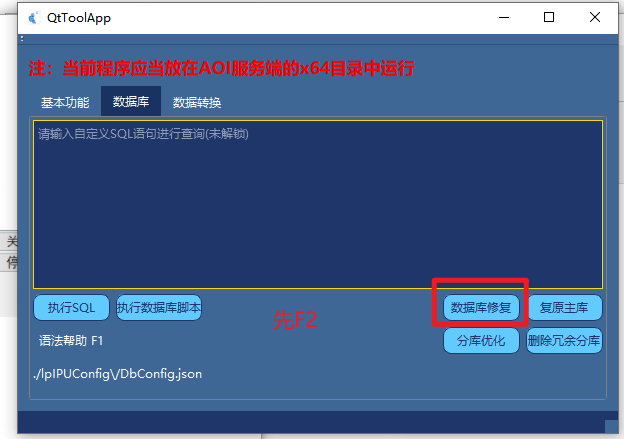 QtToolApp
注：当前程序应当放在AOI服务端的x64目录中运行
基本功能 数据库 数据转换
请输入自定义SQL语句进行查询(未解锁)
关
停
执行SQL 执行数据库脚本 先F2 数据库修复 复原主库
语法帮助 F1 分库优化 删除冗余分库
./IpIPUConfig\/DbConfig.json